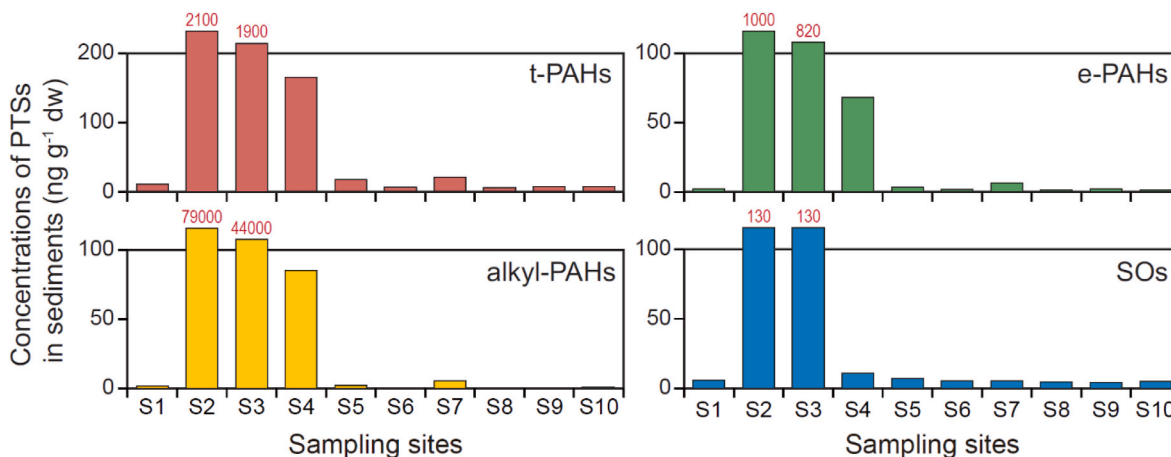 Concentrations of PTSs
in sediments (ng g⁻¹ dw)
2100
1900
200
100
0
t-PAHs
1000
820
100
50
0
e-PAHs
79000
44000
100
50
0
alkyl-PAHs
S1 S2 S3 S4 S5 S6 S7 S8 S9 S10
Sampling sites
130 130
100
50
0
SOs
S1 S2 S3 S4 S5 S6 S7 S8 S9 S10
Sampling sites